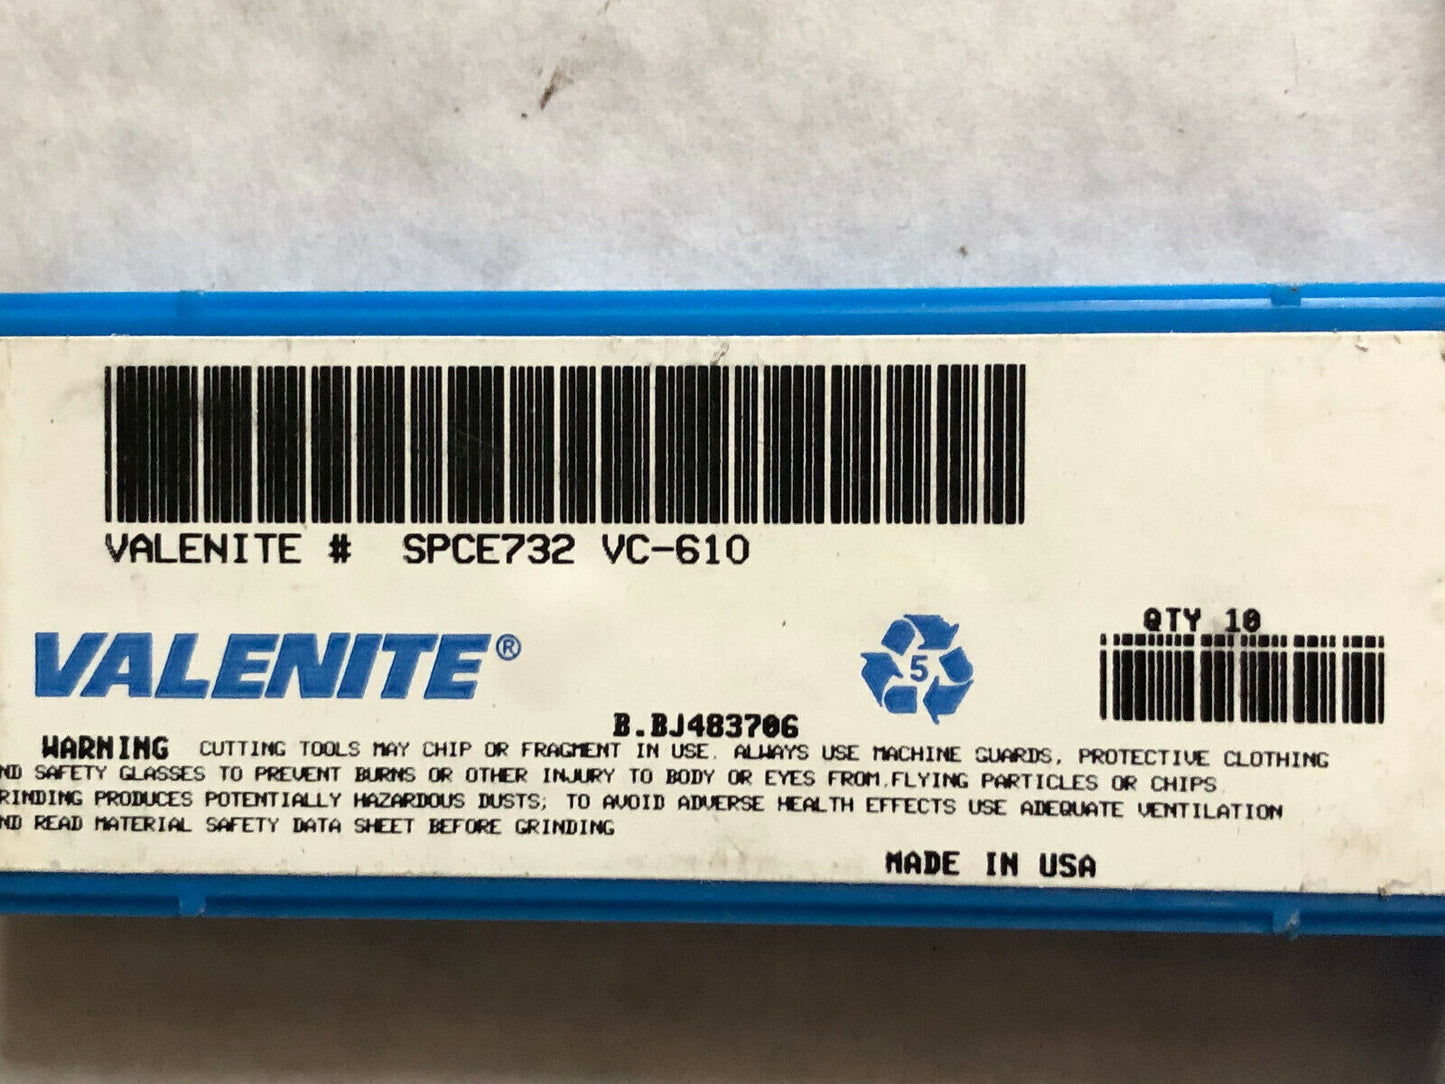 VALENITE # SPCE732 VC-610
QTY 10
VALENITE®
5
B.BJ483706
WARNING CUTTING TOOLS MAY CHIP OR FRAGMENT IN USE. ALWAYS USE MACHINE GUARDS, PROTECTIVE CLOTHING
ND SAFETY GLASSES TO PREVENT BURNS OR OTHER INJURY TO BODY OR EYES FROM FLYING PARTICLES OR CHIPS
RINDING PRODUCES POTENTIALLY HAZARDOUS DUSTS; TO AVOID ADVERSE HEALTH EFFECTS USE ADEQUATE VENTILATION
ND READ MATERIAL SAFETY DATA SHEET BEFORE GRINDING
MADE IN USA